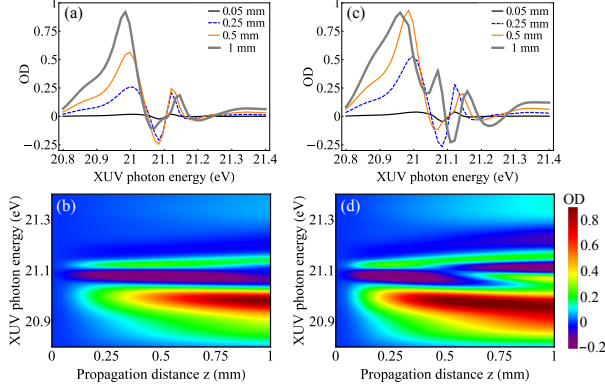 (a)
0.05 mm
0.25 mm
0.5 mm
1 mm
1
0.75
0.5
0.25
0
−0.25
OD
20.8 20.9 21 21.1 21.2 21.3 21.4
XUV photon energy (eV)
(c)
0.05 mm
0.25 mm
0.5 mm
1 mm
1
0.75
0.5
0.25
0
−0.25
20.8 20.9 21 21.1 21.2 21.3 21.4
XUV photon energy (eV)
(b)
XUV photon energy (eV)
21.3
21.1
20.9
0 0.25 0.5 0.75 1
Propagation distance z (mm)
(d)
21.3
21.1
20.9
0 0.25 0.5 0.75 1
Propagation distance z (mm)
OD
0.8
0.6
0.4
0.2
0
−0.2